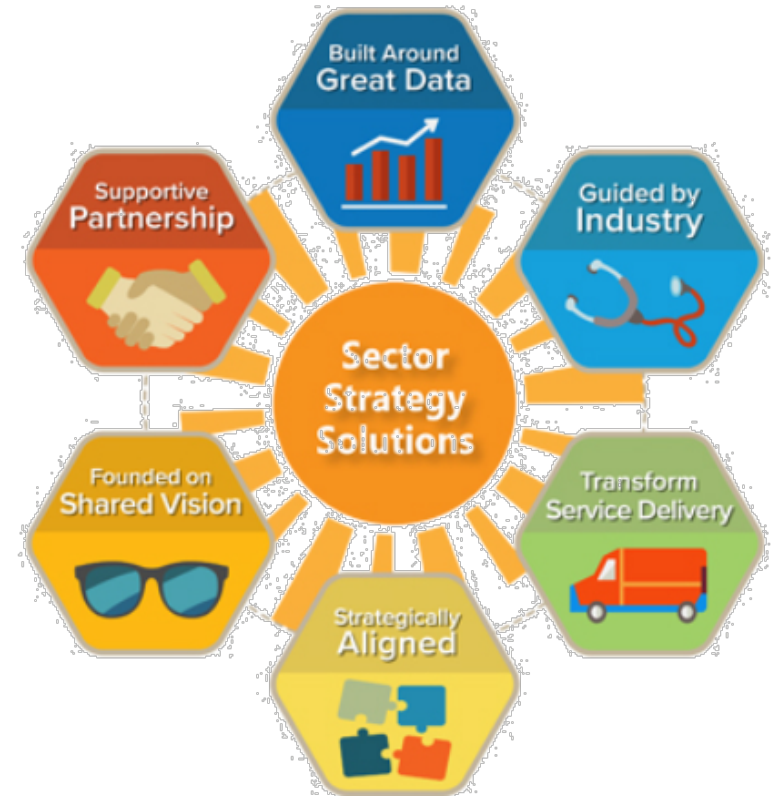 Built Around
Great Data
Guided by
Industry
Transform
Service Delivery
Strategically
Aligned
Founded on
Shared Vision
Supportive
Partnership
Sector
Strategy
Solutions